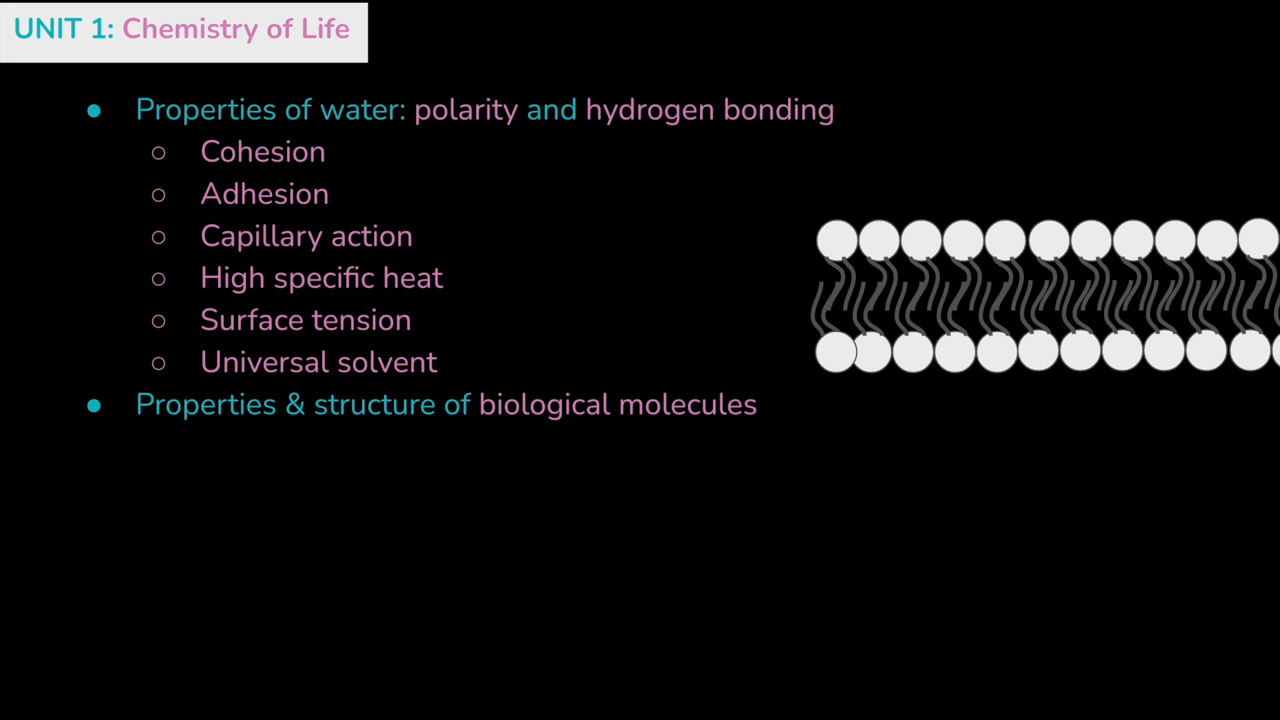 UNIT 1: Chemistry of Life
● Properties of water: polarity and hydrogen bonding
○ Cohesion
○ Adhesion
○ Capillary action
○ High specific heat
○ Surface tension
○ Universal solvent
● Properties & structure of biological molecules